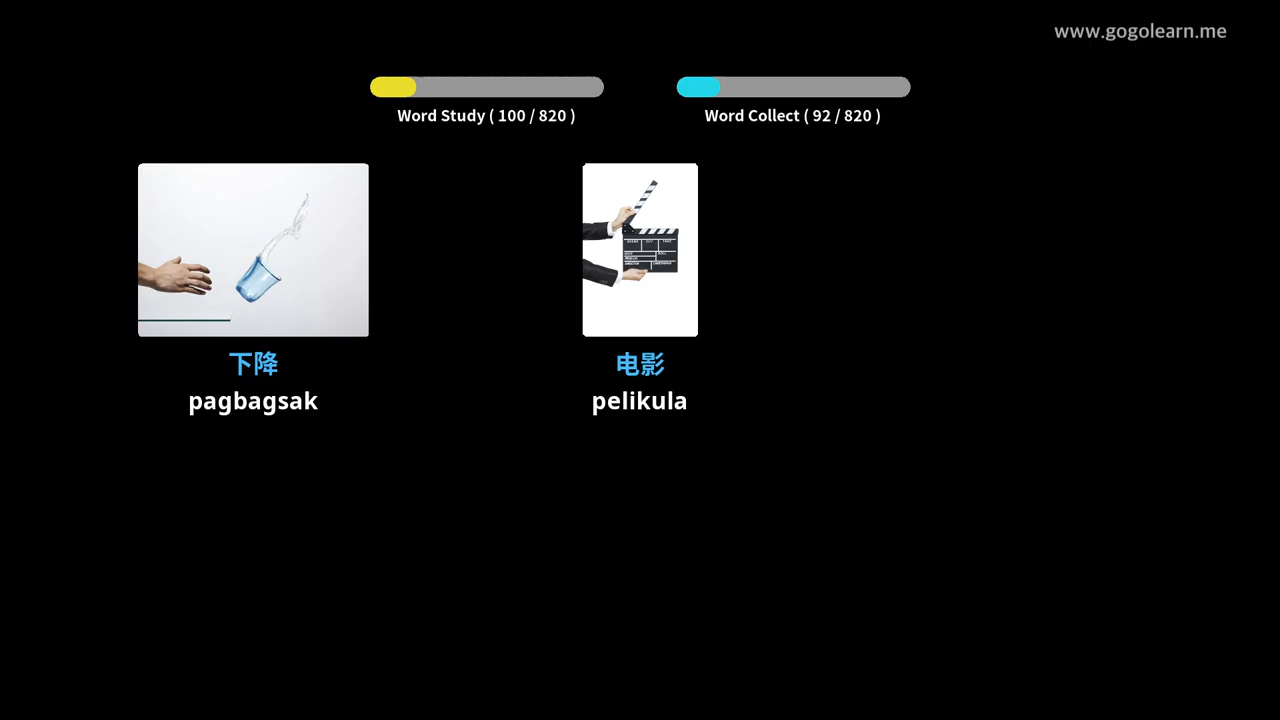 www.gogolearn.me
Word Study ( 100 / 820 )
Word Collect ( 92 / 820 )
下降
pagbagsak
电影
pelikula